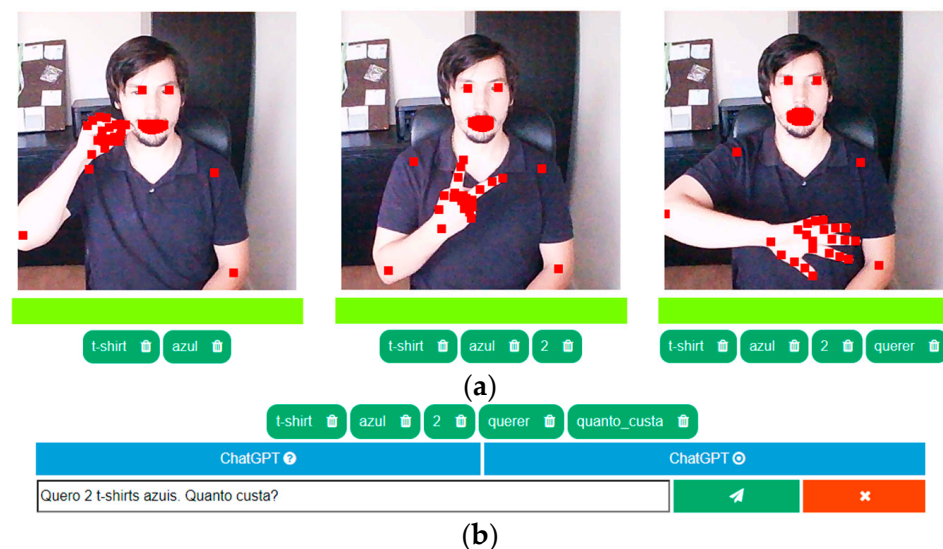 t-shirt azul t-shirt azul 2 t-shirt azul 2 querer
(a)
t-shirt azul 2 querer quanto_custa
ChatGPT ? ChatGPT
Quero 2 t-shirts azuis. Quanto custa?
(b)